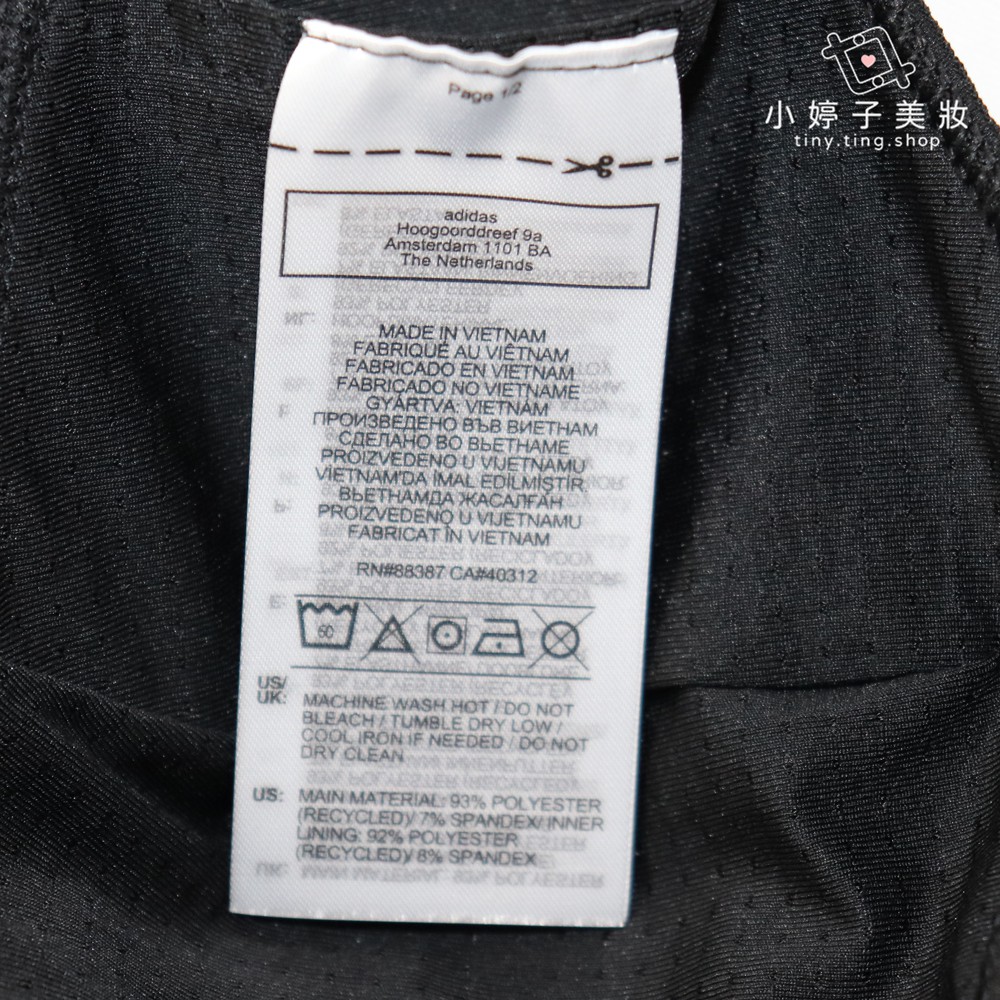 小婷子美妝
tiny.ting.shop
Page 1/2
adidas
Hoogoorddreef 9a
Amsterdam 1101 BA
The Netherlands
MADE IN VIETNAM
FABRIQUÉ AU VIÊTNAM
FABRICADO EN VIETNAM
FABRICADO NO VIETNAME
GYÁRTVA: VIETNÁM
ПРОИЗВЕДЕНО ВЪВ ВИЕТНАМ
СДЕЛАНО ВО ВЬЕТНАМЕ
PROIZVEDENO U VIJETNAMU
VİETNAM'DA İMAL EDİLMİŞTİR
ВЬЕТНАМДА ЖАСАЛҒАН
PROIZVEDENO U VIJETNAMU
FABRICAT ÎN VIETNAM
RN#88387 CA#40312
60
US/
UK: MACHINE WASH HOT / DO NOT
BLEACH / TUMBLE DRY LOW /
COOL IRON IF NEEDED / DO NOT
DRY CLEAN
US: MAIN MATERIAL: 93% POLYESTER
(RECYCLED)/ 7% SPANDEX/ INNER
LINING: 92% POLYESTER
(RECYCLED)/ 8% SPANDEX